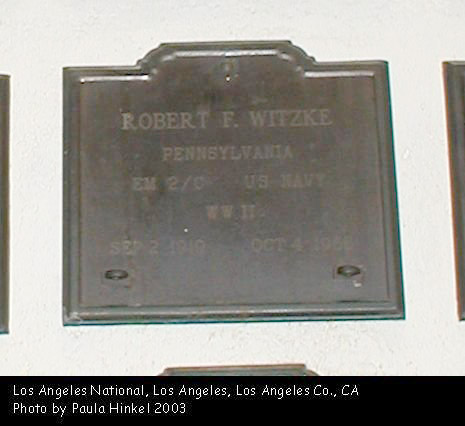 ROBERT F. WITZKE
PENNSYLVANIA
EM 2/C US NAVY
WW II
SEP 2 1919 OCT 4
Los Angeles National, Los Angeles, Los Angeles Co., CA
Photo by Paula Hinkel 2003